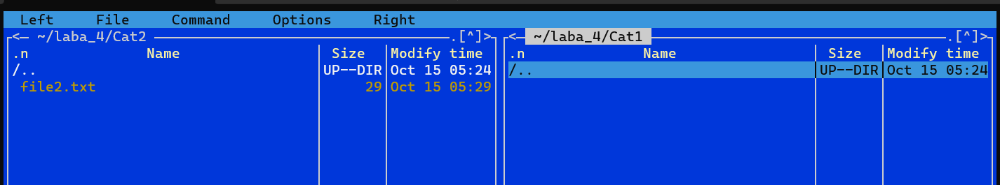 Left File Command Options Right
<─ ~/laba_4/Cat2 .[^]> <─ ~/laba_4/Cat1 .[^]>
.n Name Size Modify time .n Name Size Modify time
/.. UP--DIR Oct 15 05:24 /.. UP--DIR Oct 15 05:24
file2.txt 29 Oct 15 05:29